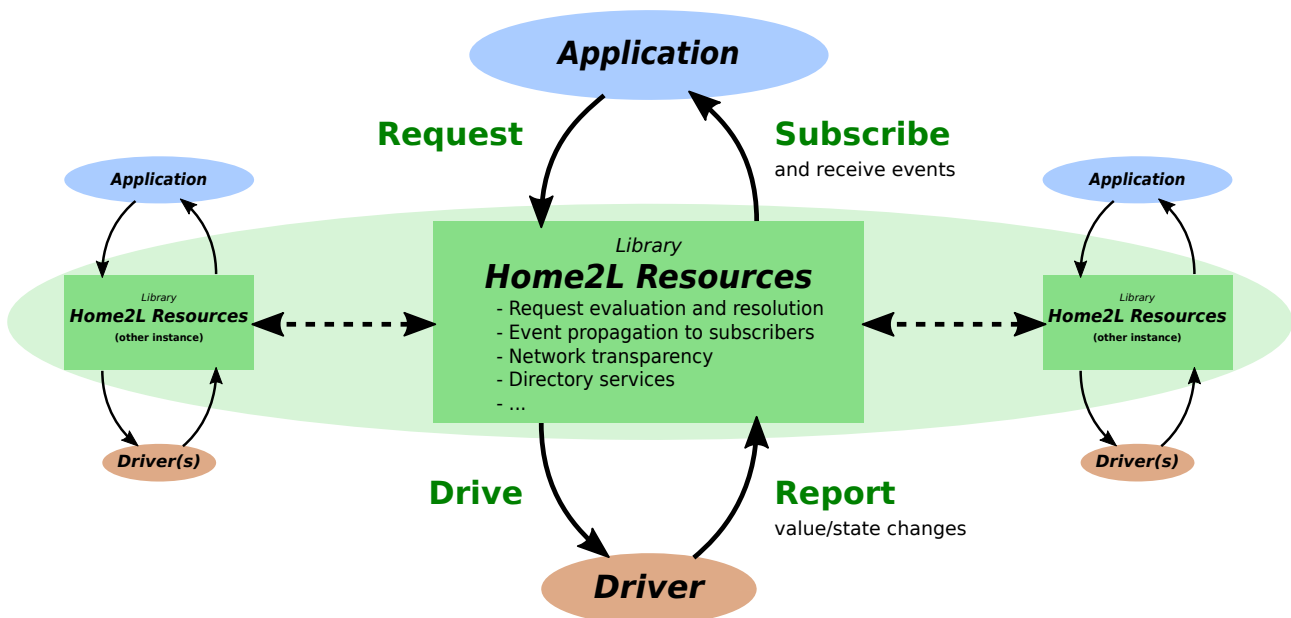 Application
Request
Subscribe
and receive events
Application
Library
Home2L Resources
(other instance)
Driver(s)
Library
Home2L Resources
- Request evaluation and resolution
- Event propagation to subscribers
- Network transparency
- Directory services
- ...
Application
Library
Home2L Resources
(other instance)
Driver(s)
Drive
Report
value/state changes
Driver